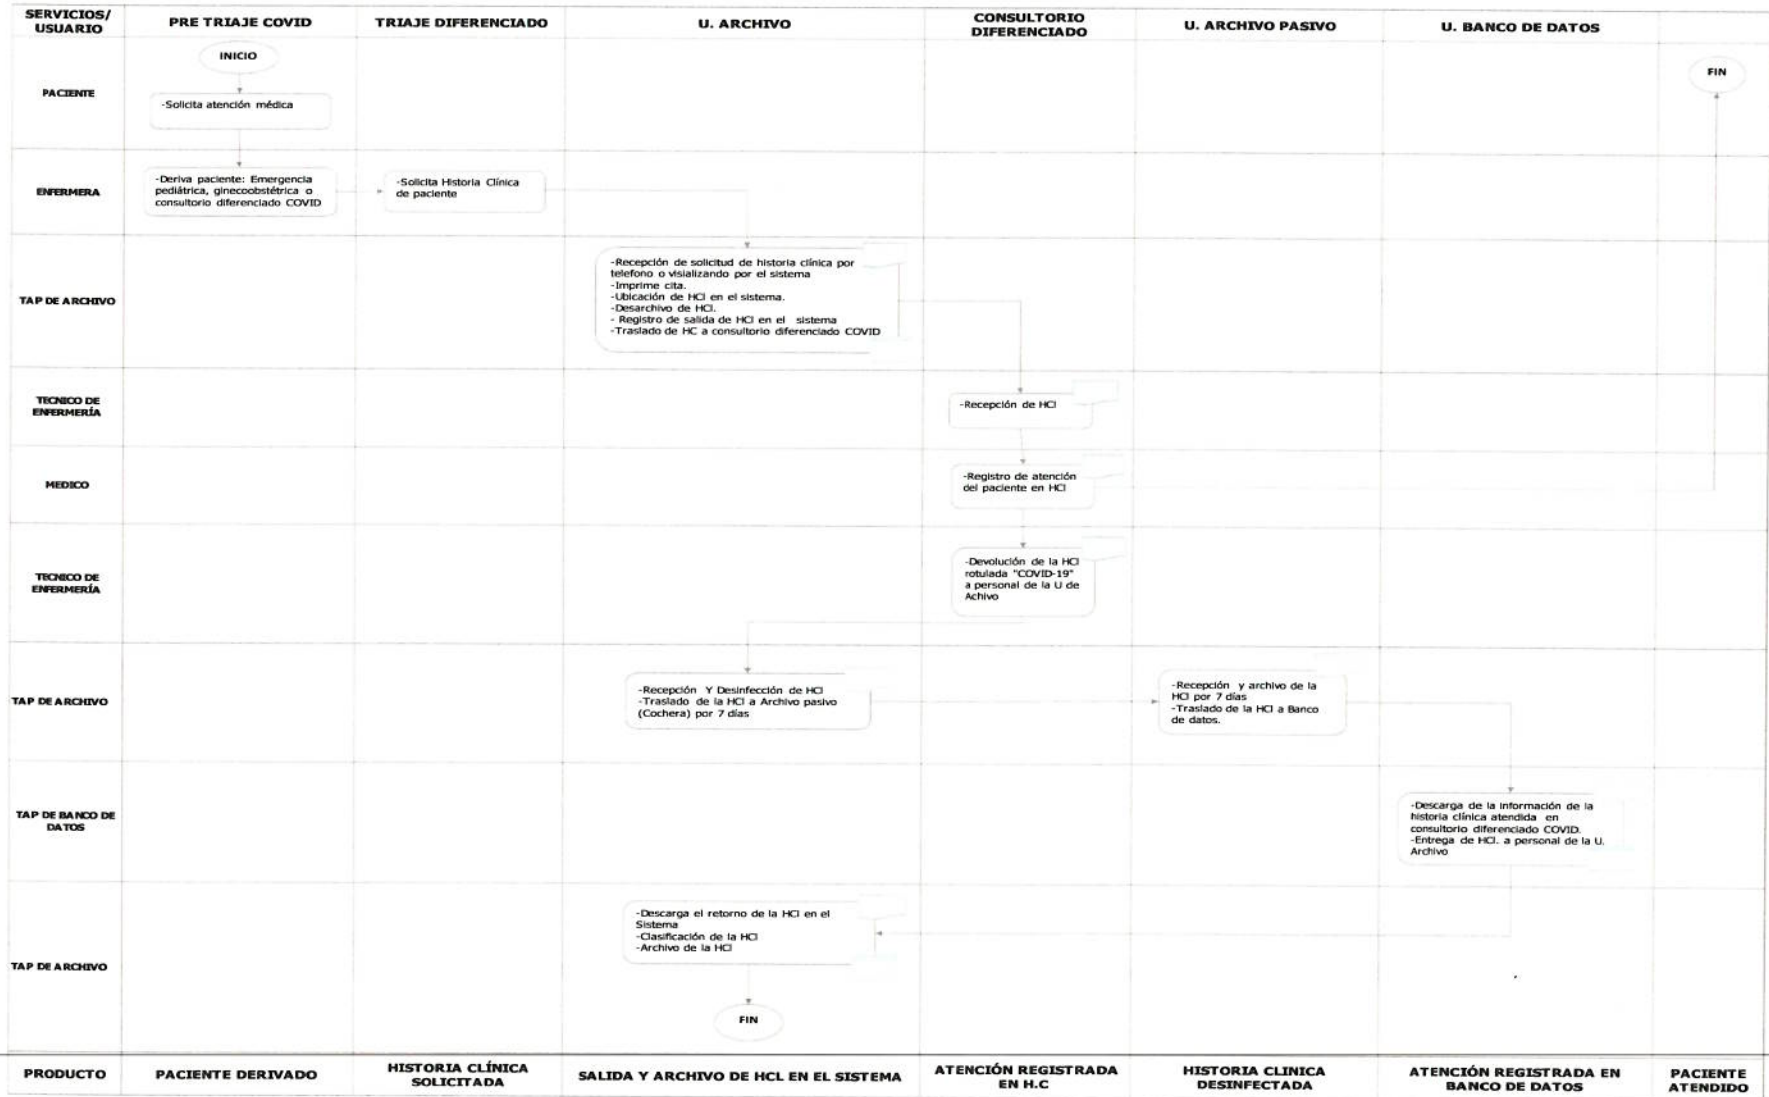 SERVICIOS/
USUARIO
PRE TRIAJE COVID
TRIAJE DIFERENCIADO
U. ARCHIVO
CONSULTORIO
DIFERENCIADO
U. ARCHIVO PASIVO
U. BANCO DE DATOS
PACIENTE
INICIO
-Solicita atención médica
FIN
ENFERMERA
-Deriva paciente: Emergencia
pediátrica, ginecoobstétrica o
consultorio diferenciado COVID
-Solicita Historia Clínica
de paciente
TAP DE ARCHIVO
-Recepción de solicitud de historia clínica por
telefono o visializando por el sistema
-Imprime cita.
-Ubicación de HCl en el sistema.
-Desarchivo de HCl.
- Registro de salida de HCl en el sistema
-Traslado de HC a consultorio diferenciado COVID
TECNICO DE
ENFERMERÍA
-Recepción de HCl
MEDICO
-Registro de atención
del paciente en HCl
TECNICO DE
ENFERMERÍA
-Devolución de la HCl
rotulada "COVID-19"
a personal de la U de
Achivo
TAP DE ARCHIVO
-Recepción Y Desinfección de HCl
-Traslado de la HCl a Archivo pasivo
(Cochera) por 7 días
-Recepción y archivo de la
HCl por 7 días
-Traslado de la HCl a Banco
de datos.
TAP DE BANCO DE
DATOS
-Descarga de la información de la
historia clínica atendida en
consultorio diferenciado COVID.
-Entrega de HCl. a personal de la U.
Archivo
TAP DE ARCHIVO
-Descarga el retorno de la HCl en el
Sistema
-Clasificación de la HCl
-Archivo de la HCl
FIN
PRODUCTO
PACIENTE DERIVADO
HISTORIA CLÍNICA
SOLICITADA
SALIDA Y ARCHIVO DE HCL EN EL SISTEMA
ATENCIÓN REGISTRADA
EN H.C
HISTORIA CLINICA
DESINFECTADA
ATENCIÓN REGISTRADA EN
BANCO DE DATOS
PACIENTE
ATENDIDO